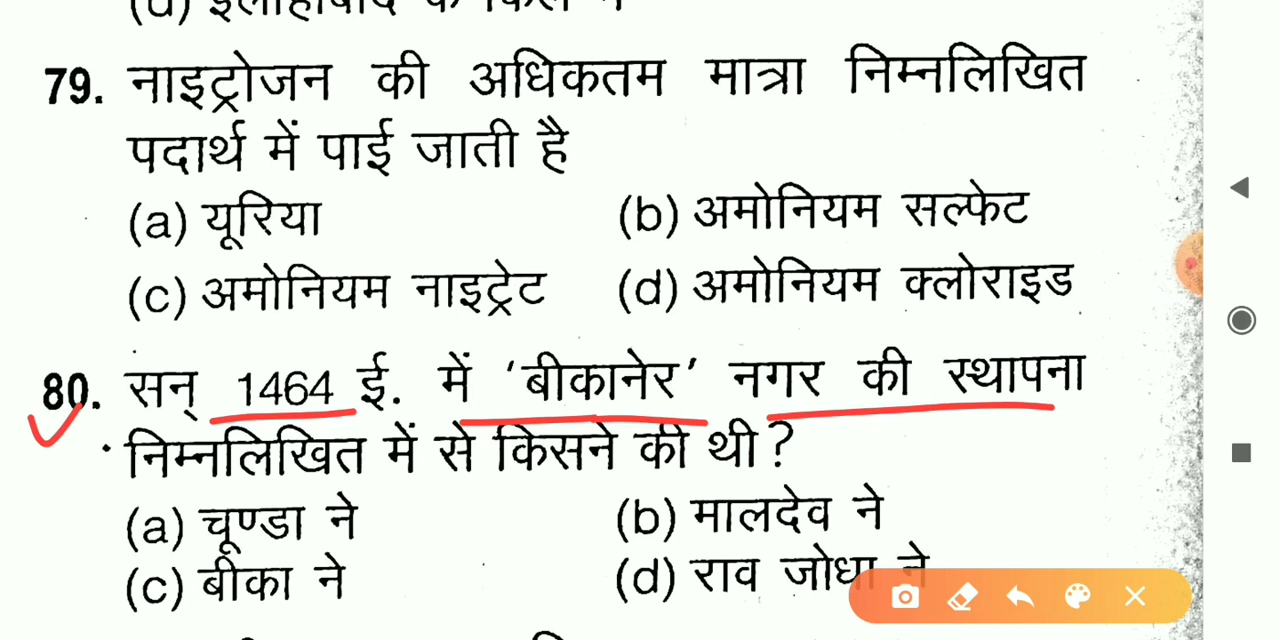 (d) इलाहाबाद के किले में
79. नाइट्रोजन की अधिकतम मात्रा निम्नलिखित
पदार्थ में पाई जाती है
(a) यूरिया (b) अमोनियम सल्फेट
(c) अमोनियम नाइट्रेट (d) अमोनियम क्लोराइड
80. सन् 1464 ई. में ‘बीकानेर’ नगर की स्थापना
निम्नलिखित में से किसने की थी?
(a) चूण्डा ने (b) मालदेव ने
(c) बीका ने (d) राव जोधा ने